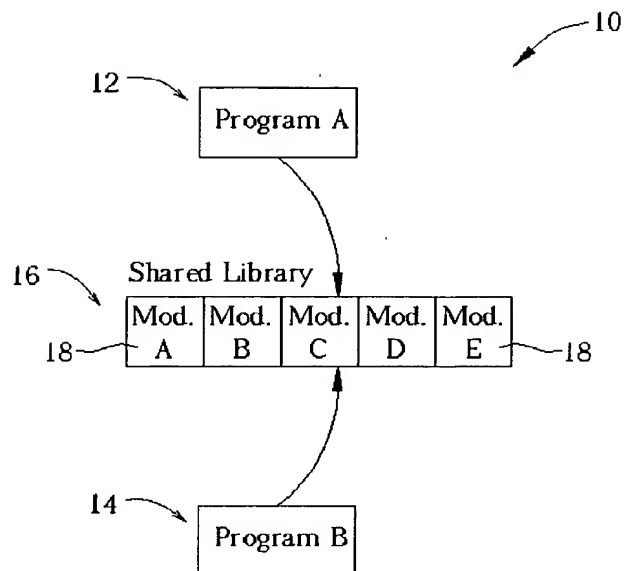 10
12
Program A
16
Shared Library
Mod. A
Mod. B
Mod. C
Mod. D
Mod. E
18
18
14
Program B